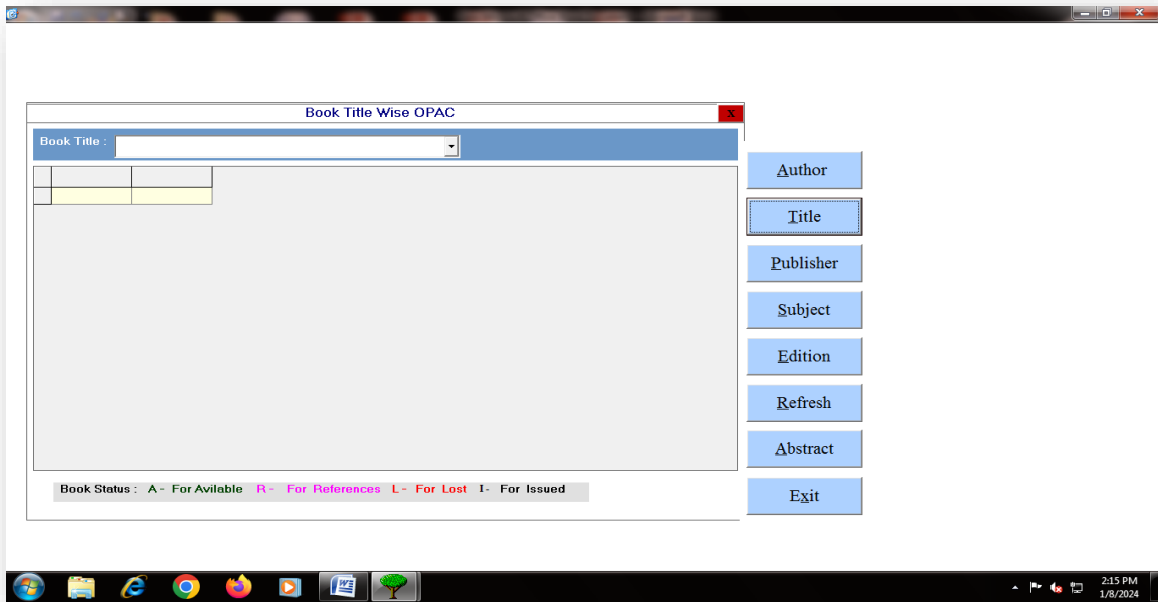 Book Title Wise OPAC
X
Book Title :
Author
Title
Publisher
Subject
Edition
Refresh
Abstract
Exit
Book Status : A - For Avilable R - For References L - For Lost I - For Issued
2:15 PM
1/8/2024